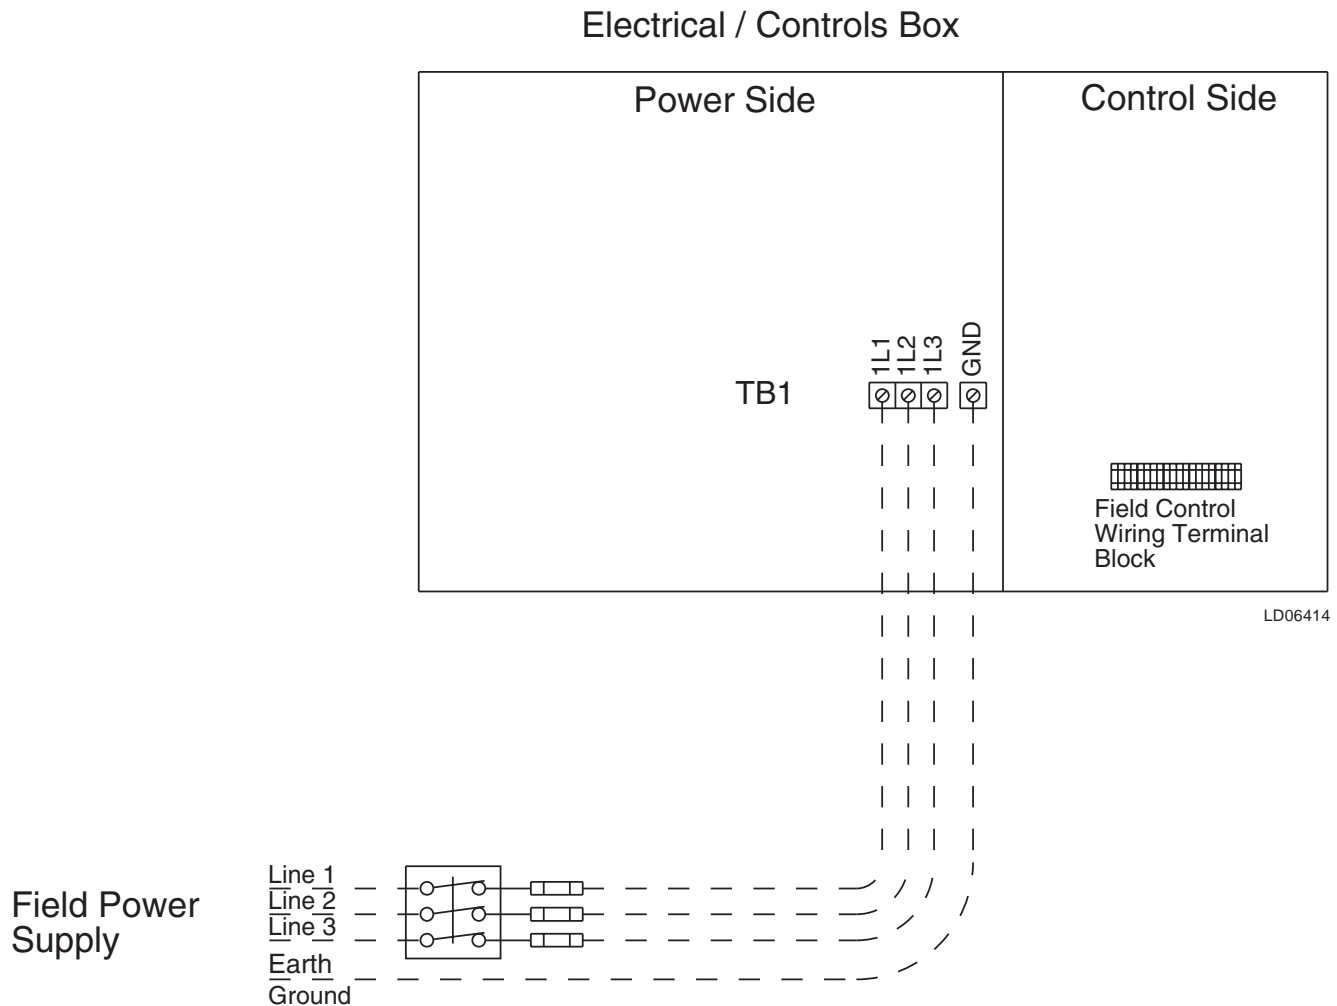 Electrical / Controls Box
Power Side
Control Side
1L1
1L2
1L3
GND
TB1
Field Control
Wiring Terminal
Block
LD06414
Field Power
Supply
Line 1
Line 2
Line 3
Earth
Ground